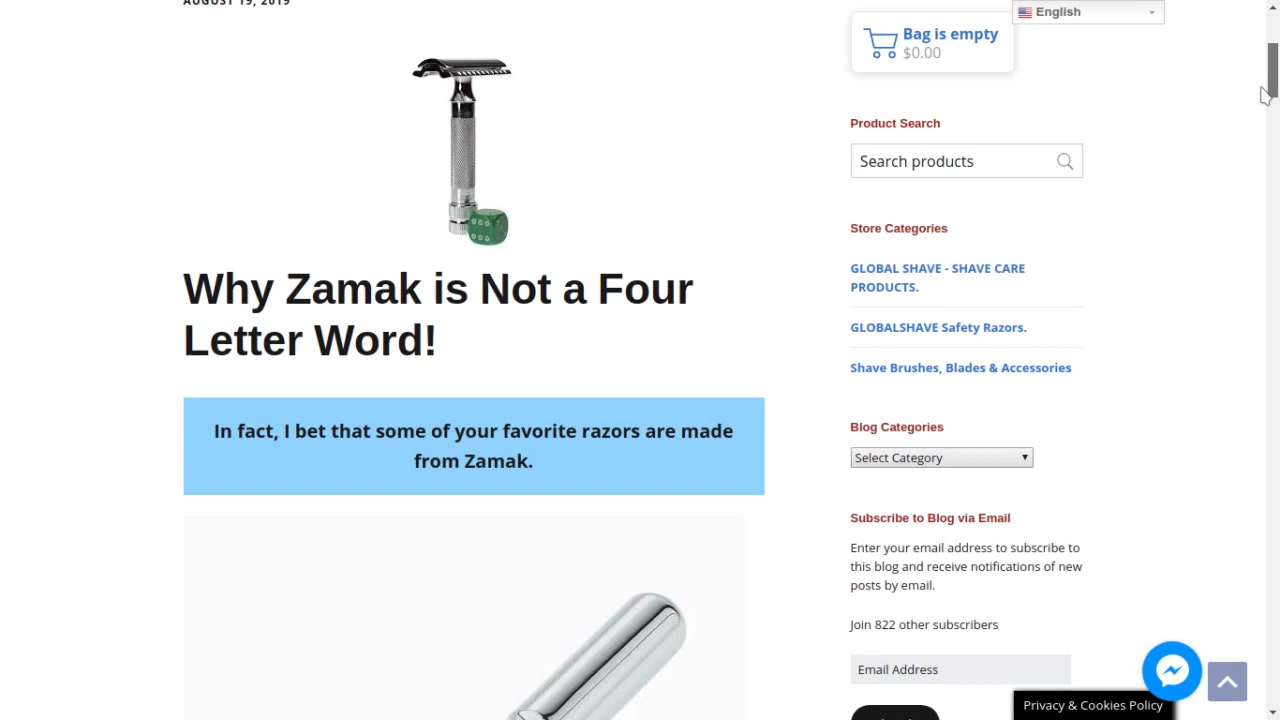 AUGUST 19, 2019
English
Bag is empty
$0.00
Product Search
Search products
Store Categories
Why Zamak is Not a Four
Letter Word!
GLOBAL SHAVE - SHAVE CARE
PRODUCTS.
GLOBALSHAVE Safety Razors.
Shave Brushes, Blades & Accessories
In fact, I bet that some of your favorite razors are made
from Zamak.
Blog Categories
Select Category
Subscribe to Blog via Email
Enter your email address to subscribe to
this blog and receive notifications of new
posts by email.
Join 822 other subscribers
Email Address
Privacy & Cookies Policy